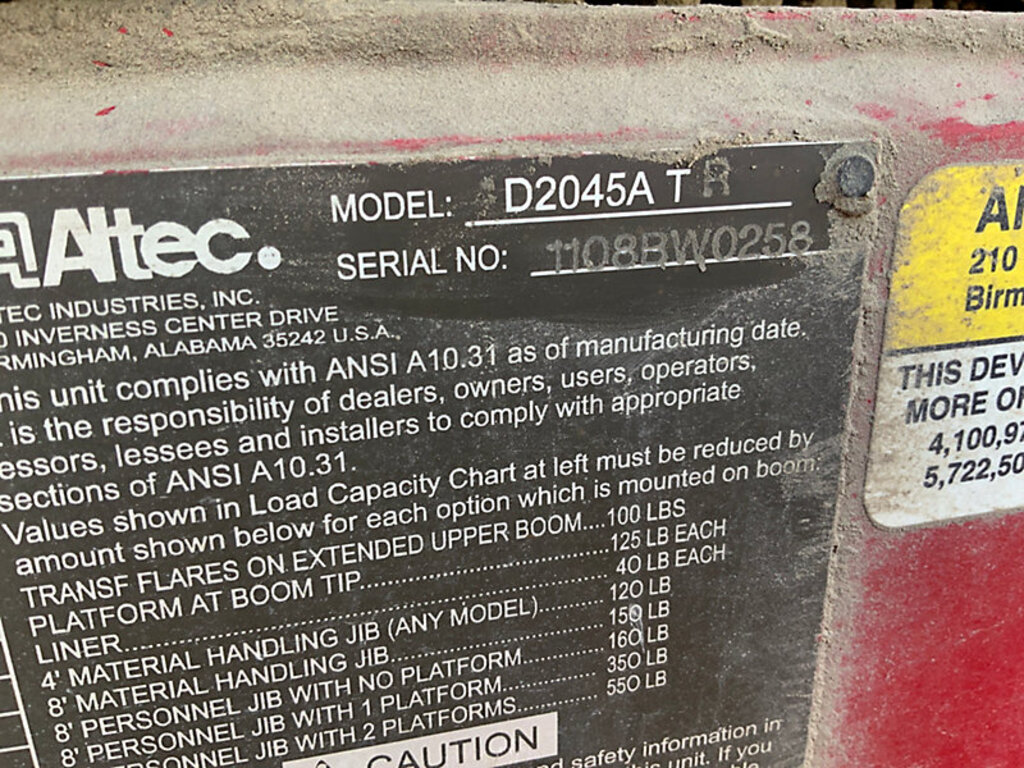 Altec.
MODEL: D2045A TR
SERIAL NO: 1108BW0258
TEC INDUSTRIES, INC.
0 INVERNESS CENTER DRIVE
RMINGHAM, ALABAMA 35242 U.S.A.,
his unit complies with ANSI A10.31 as of manufacturing date.
is the responsibility of dealers, owners, users, operators,
essors, lessees and installers to comply with appropriate
sections of ANSI A10.31.
Values shown in Load Capacity Chart at left must be reduced by
amount shown below for each option which is mounted on boom.
TRANSF FLARES ON EXTENDED UPPER BOOM....100 LBS
PLATFORM AT BOOM TIP..............................125 LB EACH
LINER.......................................................40 LB EACH
4' MATERIAL HANDLING JIB (ANY MODEL)..........120 LB
8' MATERIAL HANDLING JIB..............................150 LB
8' PERSONNEL JIB WITH NO PLATFORM............160 LB
8' PERSONNEL JIB WITH 1 PLATFORM...............350 LB
PERSONNEL JIB WITH 2 PLATFORMS.............550 LB
CAUTION
nd safety information in
this unit. If you
210
Birm
THIS DEV
MORE O
4,100,97
5,722,50